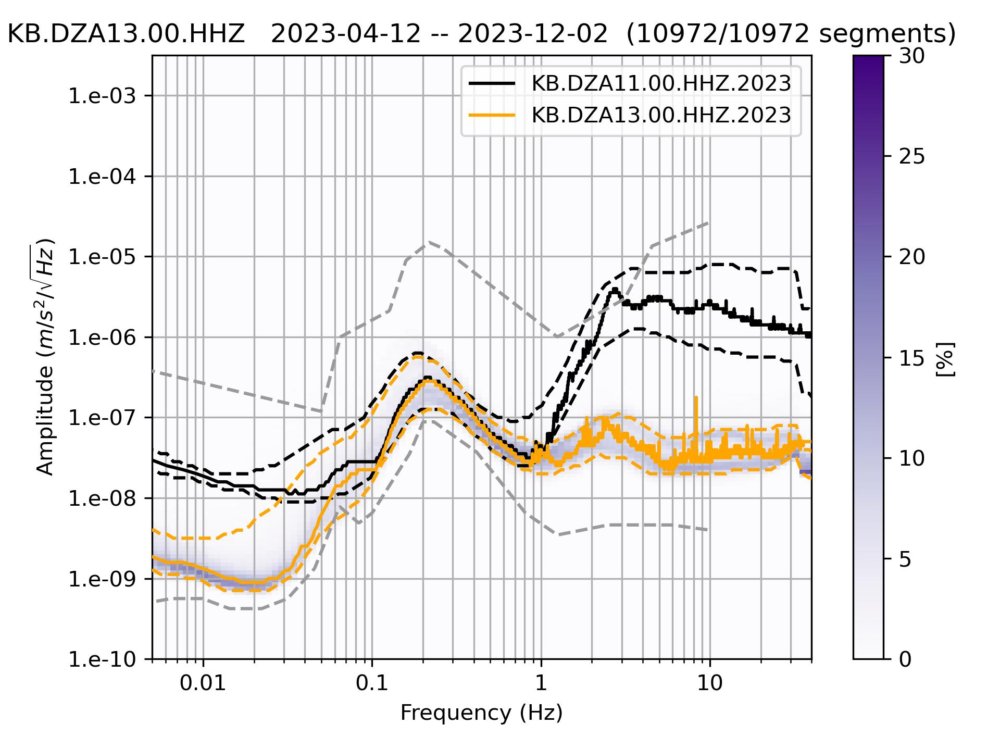 KB.DZA13.00.HHZ   2023-04-12 -- 2023-12-02  (10972/10972 segments)
KB.DZA11.00.HHZ.2023
KB.DZA13.00.HHZ.2023
1.e-03
1.e-04
1.e-05
1.e-06
1.e-07
1.e-08
1.e-09
1.e-10
Amplitude (m/s²/√Hz)
0.01
0.1
1
10
Frequency (Hz)
30
25
20
15
10
5
0
[%]